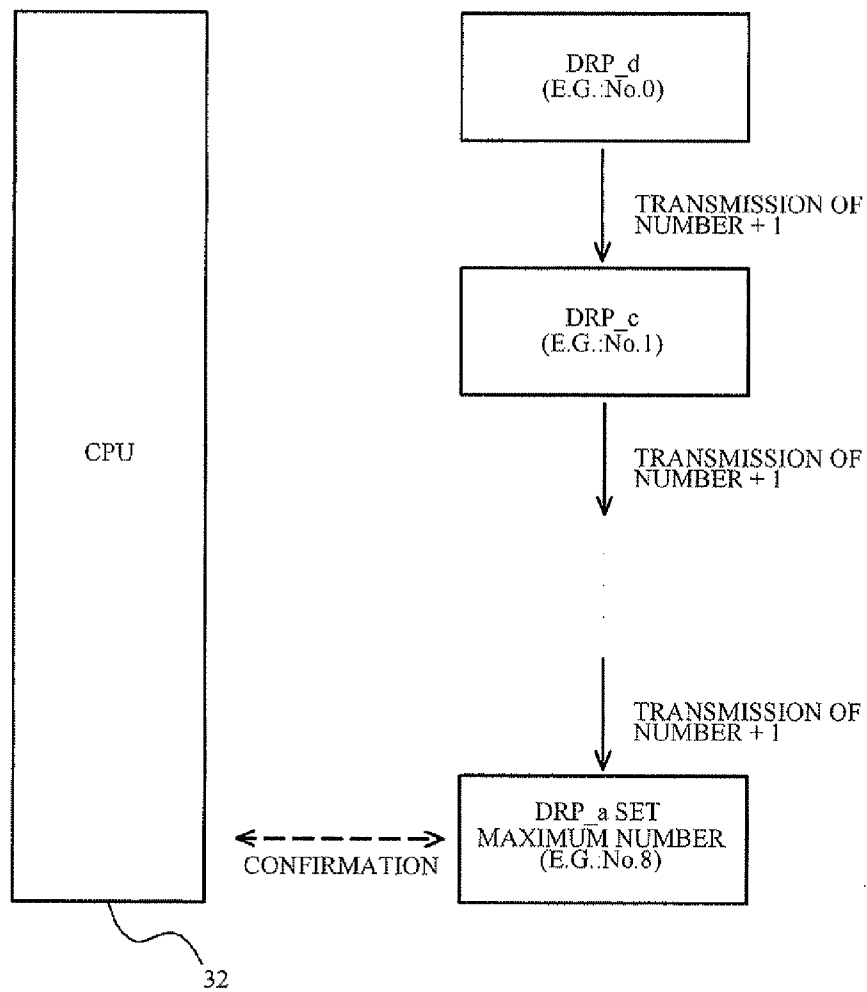 DRP_d
(E.G.:No.0)
TRANSMISSION OF
NUMBER + 1
DRP_c
(E.G.:No.1)
CPU
TRANSMISSION OF
NUMBER + 1
TRANSMISSION OF
NUMBER + 1
DRP_a SET
MAXIMUM NUMBER
(E.G.:No.8)
CONFIRMATION
32